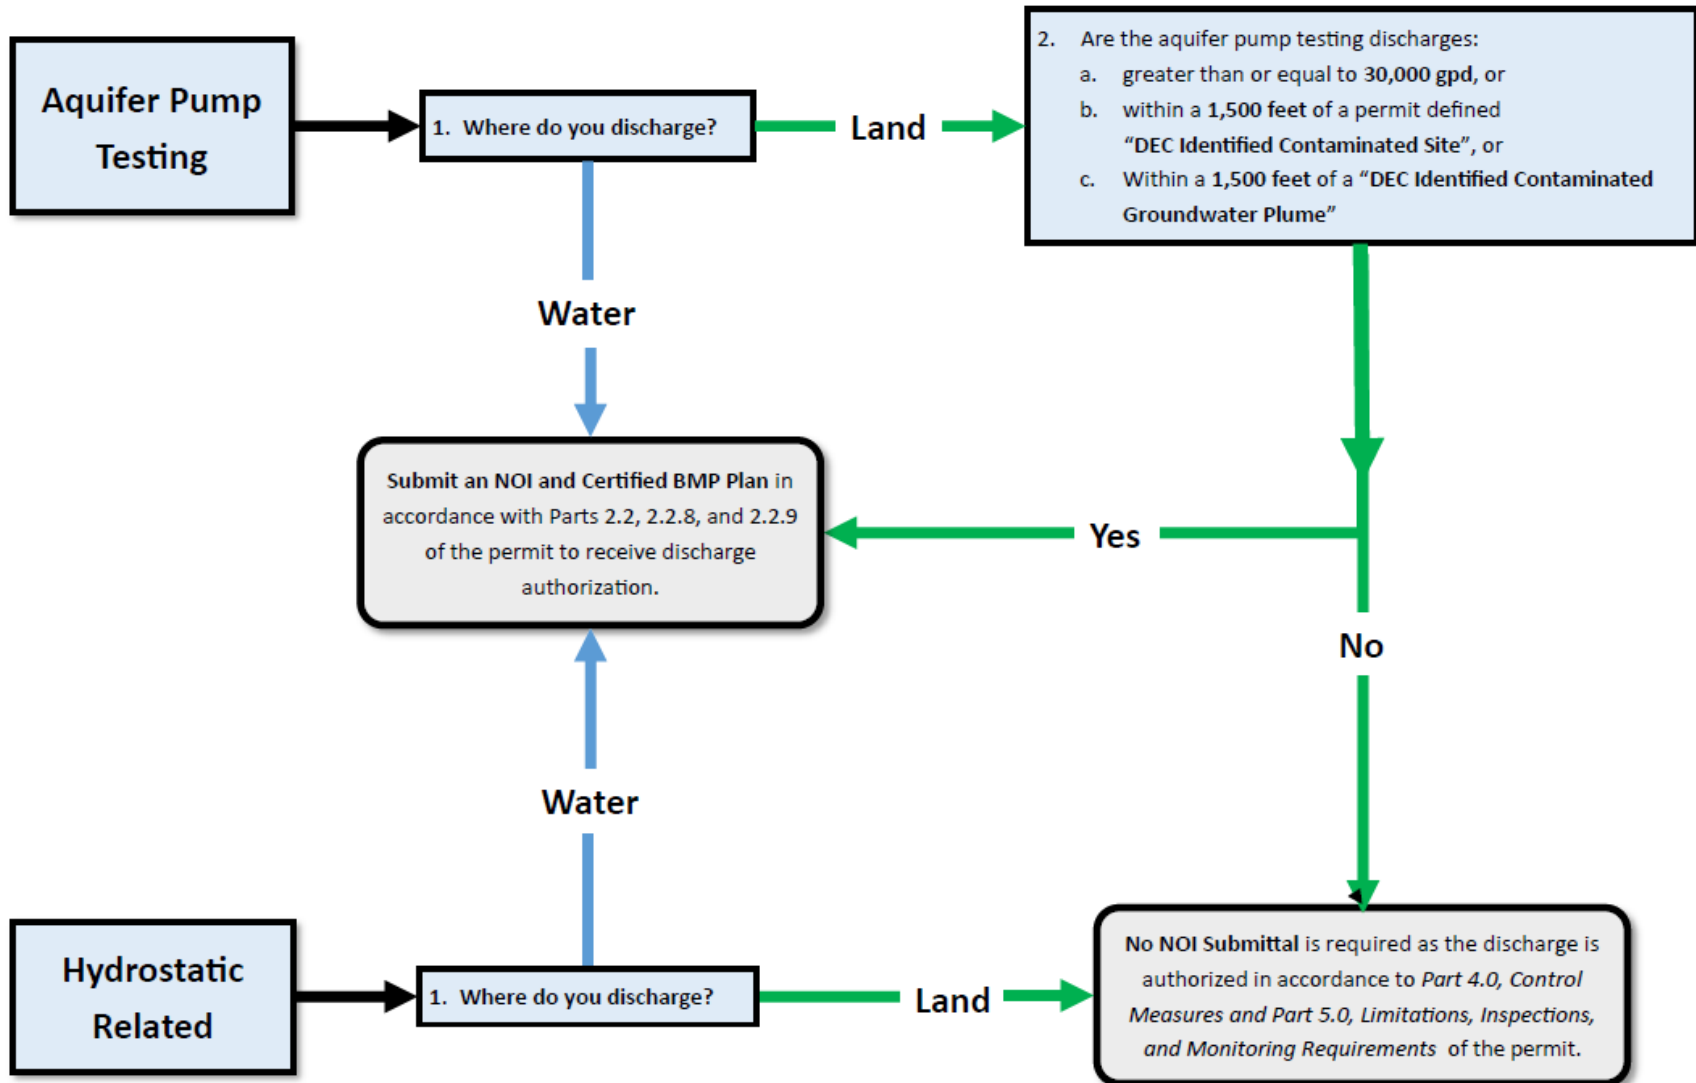 Aquifer Pump
Testing
1. Where do you discharge?
Land
2. Are the aquifer pump testing discharges:
a. greater than or equal to 30,000 gpd, or
b. within a 1,500 feet of a permit defined
“DEC Identified Contaminated Site”, or
c. Within a 1,500 feet of a “DEC Identified Contaminated
Groundwater Plume”
Water
Submit an NOI and Certified BMP Plan in
accordance with Parts 2.2, 2.2.8, and 2.2.9
of the permit to receive discharge
authorization.
Yes
No
Water
Hydrostatic
Related
1. Where do you discharge?
Land
No NOI Submittal is required as the discharge is
authorized in accordance to Part 4.0, Control
Measures and Part 5.0, Limitations, Inspections,
and Monitoring Requirements of the permit.